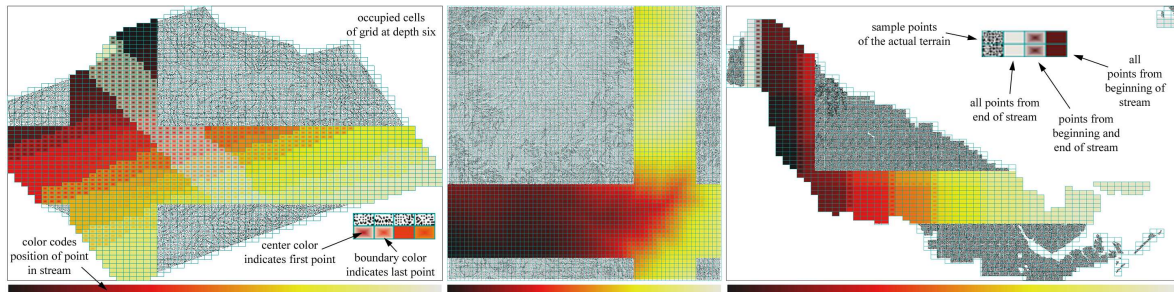 occupied cells
of grid at depth six
color codes
position of point
in stream
center color
indicates first point
boundary color
indicates last point
sample points
of the actual terrain
all
points from
beginning of
stream
all points from
end of stream
points from
beginning and
end of stream